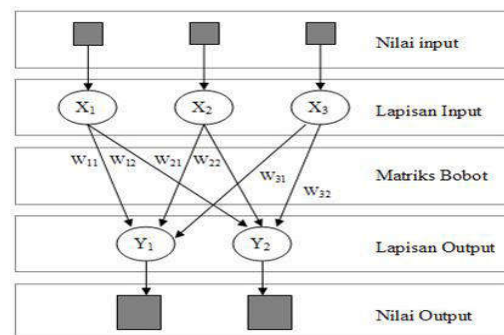 Nilai input
X1 X2 X3 Lapisan Input
W11 W12 W21 W22 W31 W32 Matriks Bobot
Y1 Y2 Lapisan Output
Nilai Output